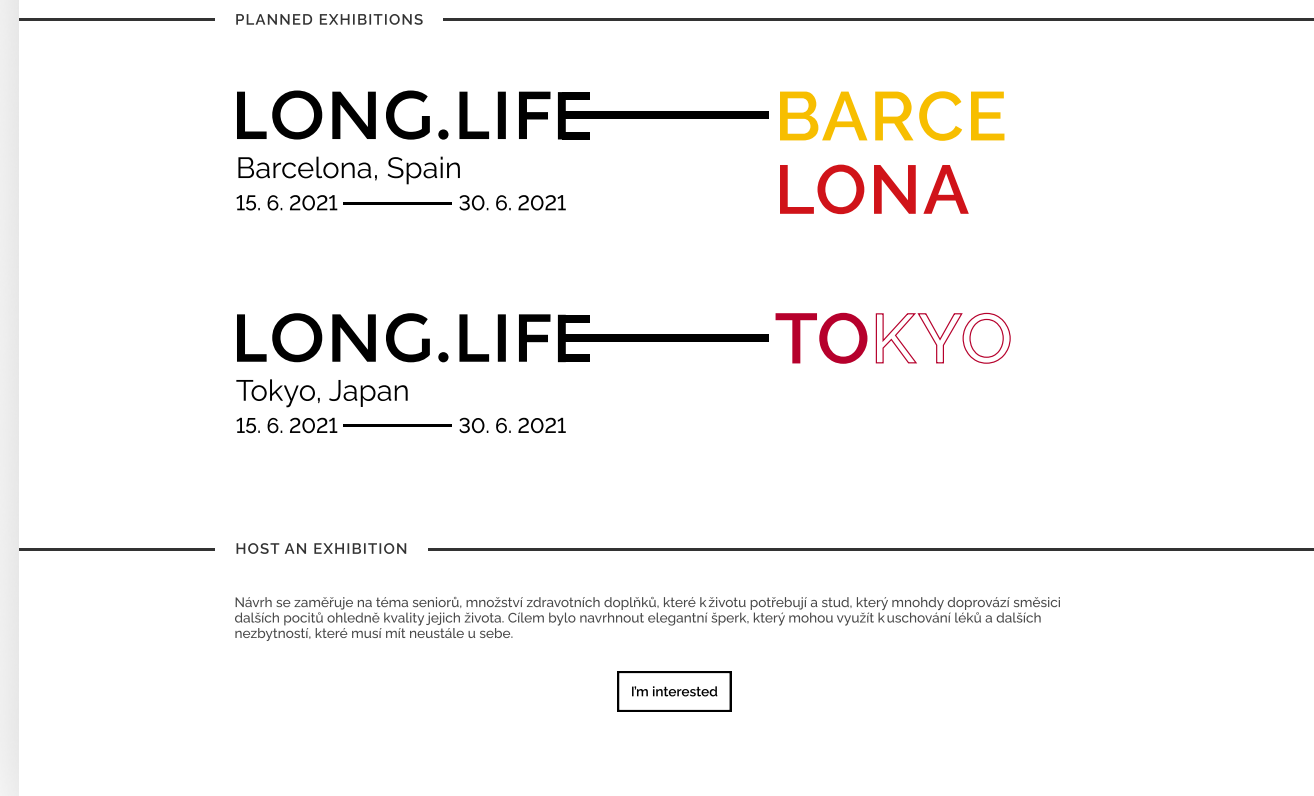 PLANNED EXHIBITIONS
LONG.LIFE BARCE
LONA
Barcelona, Spain
15. 6. 2021 30. 6. 2021
LONG.LIFE TOKYO
Tokyo, Japan
15. 6. 2021 30. 6. 2021
HOST AN EXHIBITION
Návrh se zaměřuje na téma seniorů, množství zdravotních doplňků, které k životu potřebují a stud, který mnohdy doprovází směsici
dalších pocitů ohledně kvality jejich života. Cílem bylo navrhnout elegantní šperk, který mohou využít k uschování léků a dalších
nezbytností, které musí mít neustále u sebe.
I'm interested